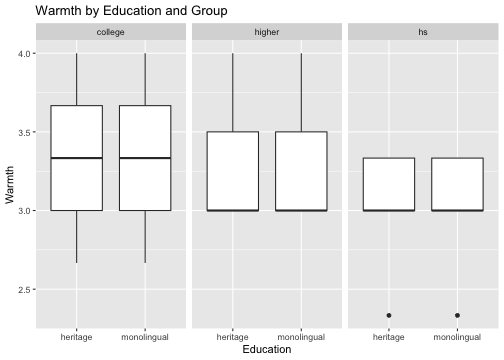 Warmth by Education and Group
college
higher
hs
4.0
3.5
3.0
2.5
Warmth
heritage
monolingual
heritage
monolingual
heritage
monolingual
Education